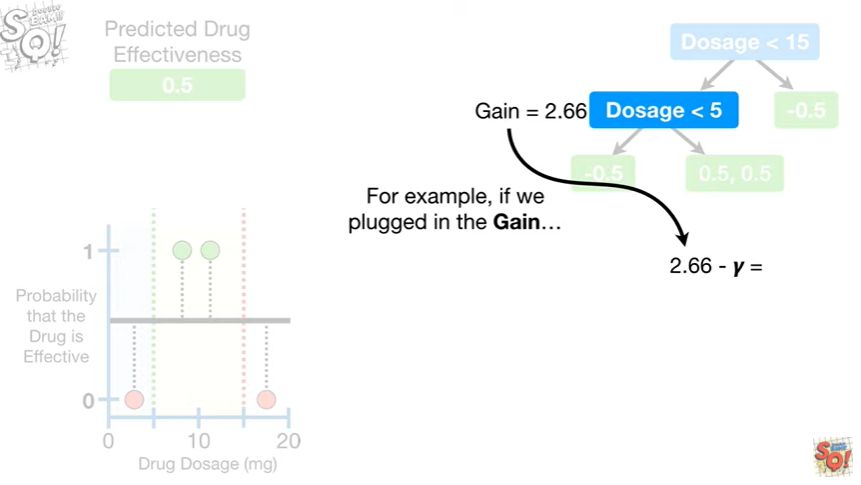 Predicted Drug
Effectiveness
0.5
Dosage < 15
Gain = 2.66
Dosage < 5
-0.5
-0.5
0.5, 0.5
For example, if we
plugged in the Gain…
2.66 - γ =
1
Probability
that the
Drug is
Effective
0
0 10 20
Drug Dosage (mg)
SQ!
SQ!